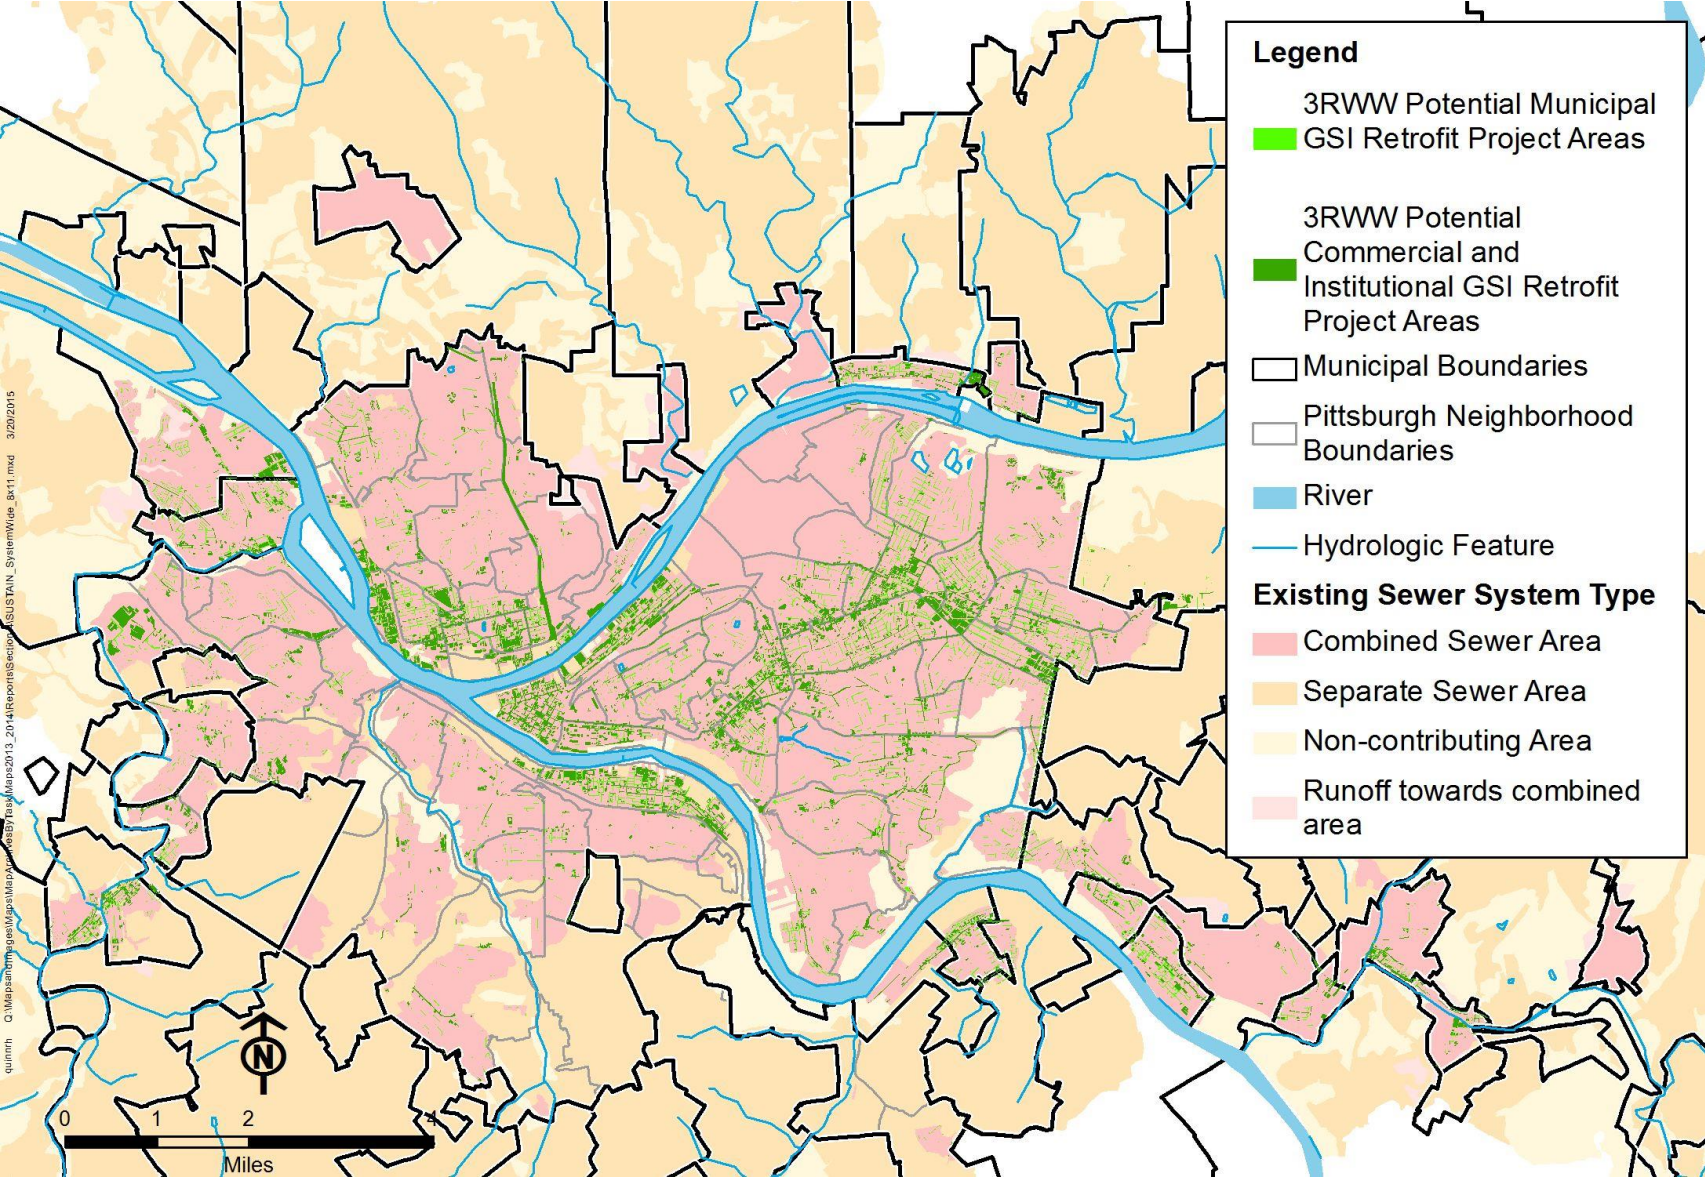 Legend
3RWW Potential Municipal
GSI Retrofit Project Areas
3RWW Potential
Commercial and
Institutional GSI Retrofit
Project Areas
Municipal Boundaries
Pittsburgh Neighborhood
Boundaries
River
Hydrologic Feature
Existing Sewer System Type
Combined Sewer Area
Separate Sewer Area
Non-contributing Area
Runoff towards combined
area
N
0 1 2 4
Miles
quinnrh 3/20/2015